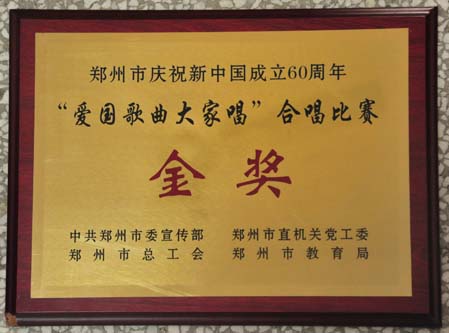 郑州市庆祝新中国成立60周年
“爱国歌曲大家唱”合唱比赛
金奖
中共郑州市委宣传部 郑州市直机关党工委
郑州市总工会 郑州市教育局